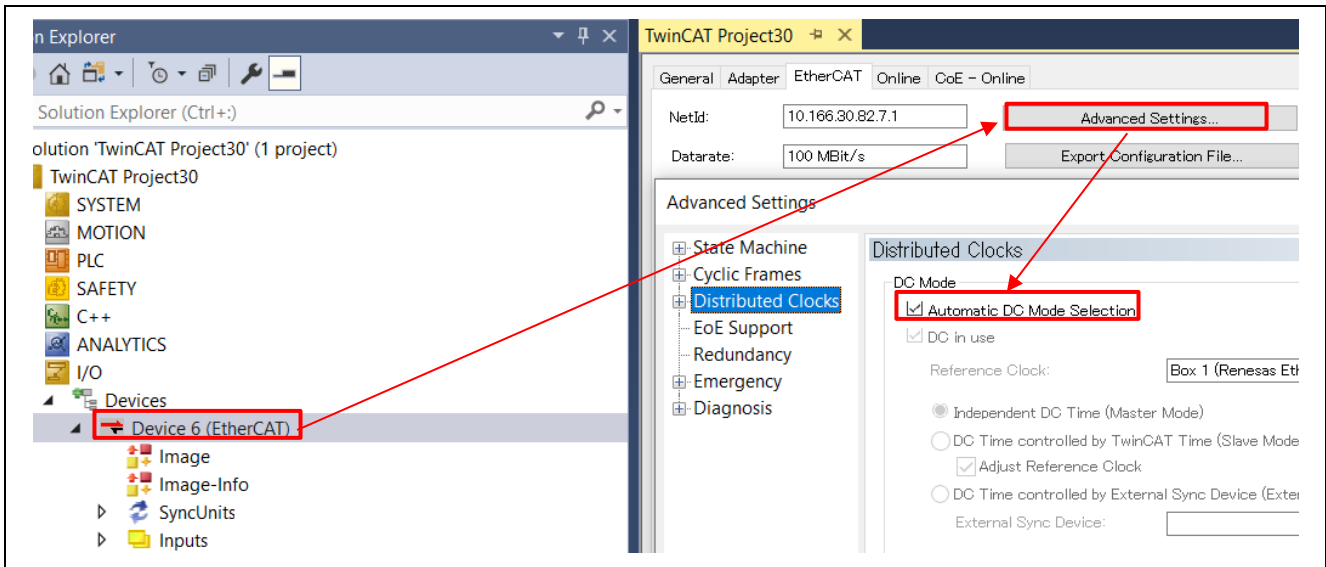 n Explorer
Solution Explorer (Ctrl+:)
olution 'TwinCAT Project30' (1 project)
TwinCAT Project30
SYSTEM
MOTION
PLC
SAFETY
C++
ANALYTICS
I/O
Devices
Device 6 (EtherCAT)
Image
Image-Info
SyncUnits
Inputs
TwinCAT Project30
General Adapter EtherCAT Online CoE - Online
NetId: 10.166.30.82.7.1 Advanced Settings...
Datarate: 100 MBit/s Export Configuration File...
Advanced Settings
State Machine
Cyclic Frames
Distributed Clocks
EoE Support
Redundancy
Emergency
Diagnosis
Distributed Clocks
DC Mode
Automatic DC Mode Selection
DC in use
Reference Clock: Box 1 (Renesas Eth
Independent DC Time (Master Mode)
DC Time controlled by TwinCAT Time (Slave Mode
Adjust Reference Clock
DC Time controlled by External Sync Device (Exter
External Sync Device: